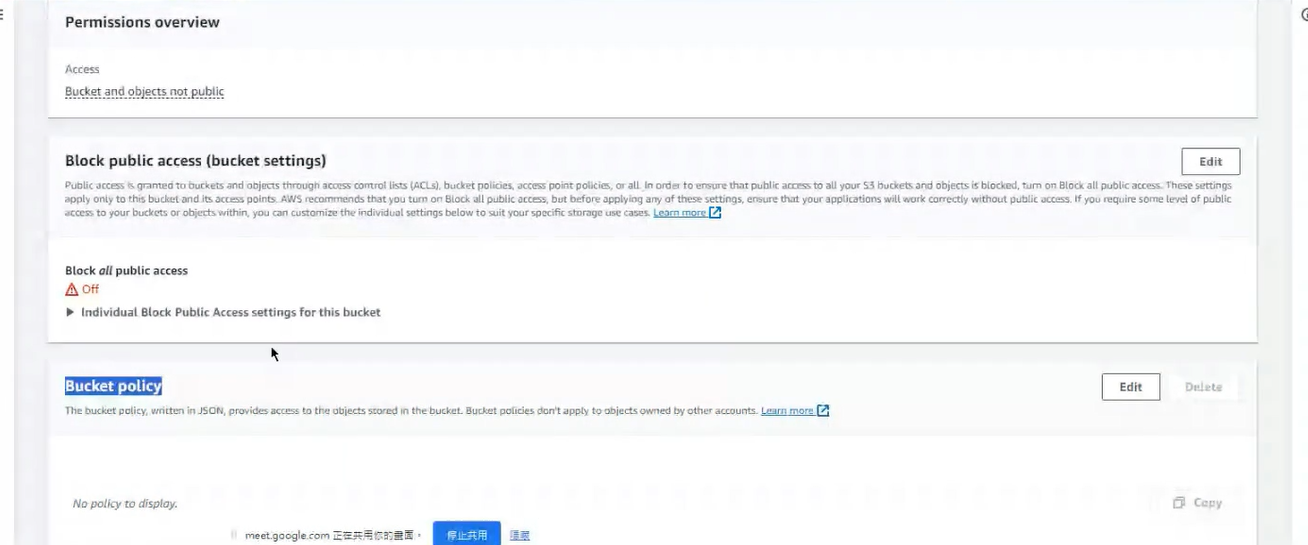 Permissions overview
Access
Bucket and objects not public
Block public access (bucket settings)
Edit
Public access is granted to buckets and objects through access control lists (ACLs), bucket policies, access point policies, or all. In order to ensure that public access to all your S3 buckets and objects is blocked, turn on Block all public access. These settings
apply only to this bucket and its access points. AWS recommends that you turn on Block all public access, but before applying any of these settings, ensure that your applications will work correctly without public access. If you require some level of public
access to your buckets or objects within, you can customize the individual settings below to suit your specific storage use cases. Learn more
Block all public access
Off
Individual Block Public Access settings for this bucket
Bucket policy
Edit
Delete
The bucket policy, written in JSON, provides access to the objects stored in the bucket. Bucket policies don't apply to objects owned by other accounts. Learn more
No policy to display.
Copy
meet.google.com 正在共用你的畫面。
停止共用
隱藏